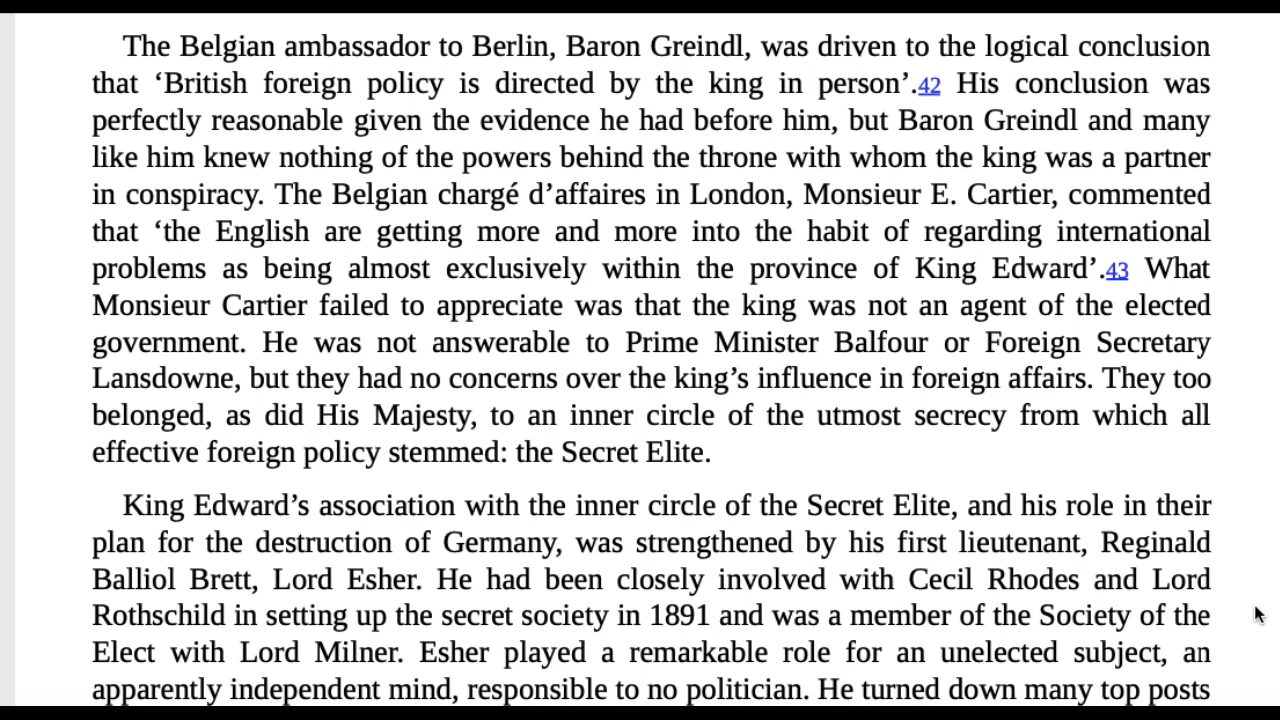 The Belgian ambassador to Berlin, Baron Greindl, was driven to the logical conclusion
that ‘British foreign policy is directed by the king in person’.42 His conclusion was
perfectly reasonable given the evidence he had before him, but Baron Greindl and many
like him knew nothing of the powers behind the throne with whom the king was a partner
in conspiracy. The Belgian chargé d’affaires in London, Monsieur E. Cartier, commented
that ‘the English are getting more and more into the habit of regarding international
problems as being almost exclusively within the province of King Edward’.43 What
Monsieur Cartier failed to appreciate was that the king was not an agent of the elected
government. He was not answerable to Prime Minister Balfour or Foreign Secretary
Lansdowne, but they had no concerns over the king’s influence in foreign affairs. They too
belonged, as did His Majesty, to an inner circle of the utmost secrecy from which all
effective foreign policy stemmed: the Secret Elite.
King Edward’s association with the inner circle of the Secret Elite, and his role in their
plan for the destruction of Germany, was strengthened by his first lieutenant, Reginald
Balliol Brett, Lord Esher. He had been closely involved with Cecil Rhodes and Lord
Rothschild in setting up the secret society in 1891 and was a member of the Society of the
Elect with Lord Milner. Esher played a remarkable role for an unelected subject, an
apparently independent mind, responsible to no politician. He turned down many top posts